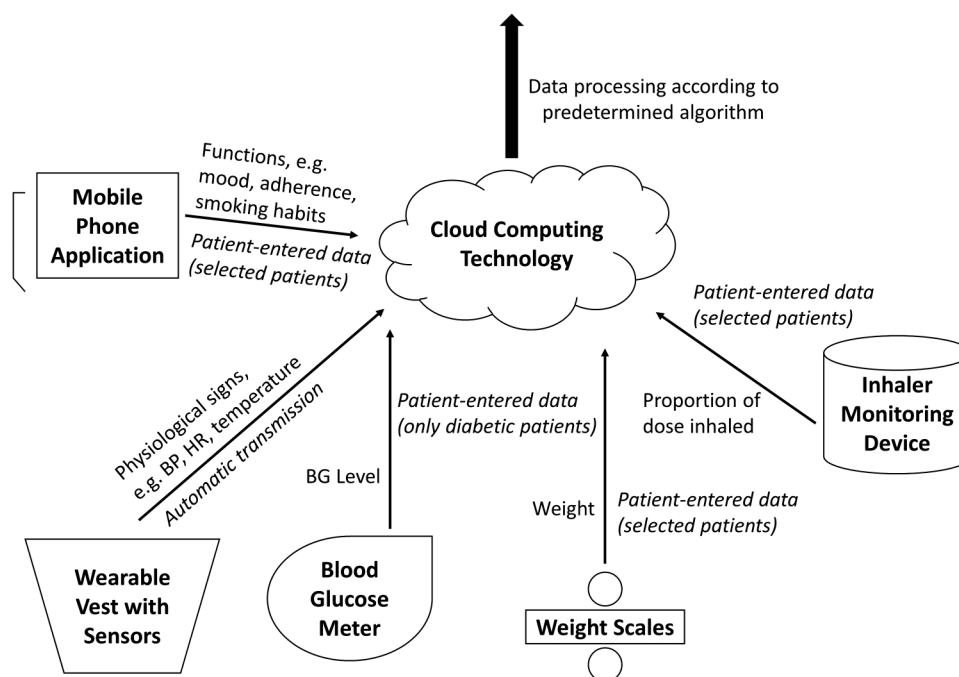 Data processing according to
predetermined algorithm
Functions, e.g.
mood, adherence,
smoking habits
Mobile
Phone
Application
Patient-entered data
(selected patients)
Cloud Computing
Technology
Patient-entered data
(selected patients)
Physiological signs,
e.g. BP, HR, temperature
Automatic transmission
Patient-entered data
(only diabetic patients)
BG Level
Proportion of
dose inhaled
Inhaler
Monitoring
Device
Weight
Patient-entered data
(selected patients)
Wearable
Vest with
Sensors
Blood
Glucose
Meter
Weight Scales